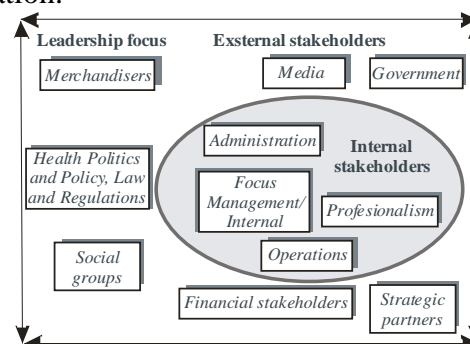 ation.
Leadership focus
Exsternal stakeholders
Merchandisers
Media
Government
Administration
Internal
stakeholders
Health Politics
and Policy, Law
and Regulations
Focus
Management/
Internal
Profesionalism
Operations
Social
groups
Financial stakeholders
Strategic
partners